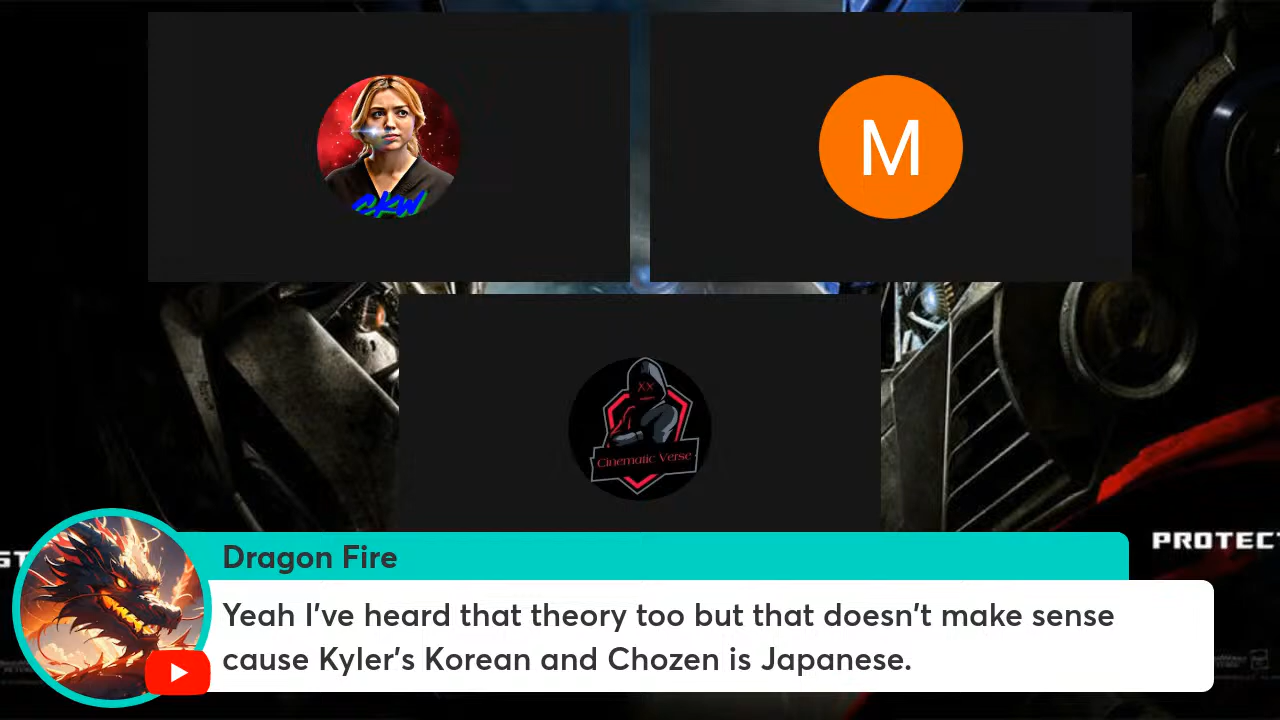 CKW
M
Cinematic Verse
PROTECT
Dragon Fire
Yeah I've heard that theory too but that doesn't make sense
cause Kyler's Korean and Chozen is Japanese.